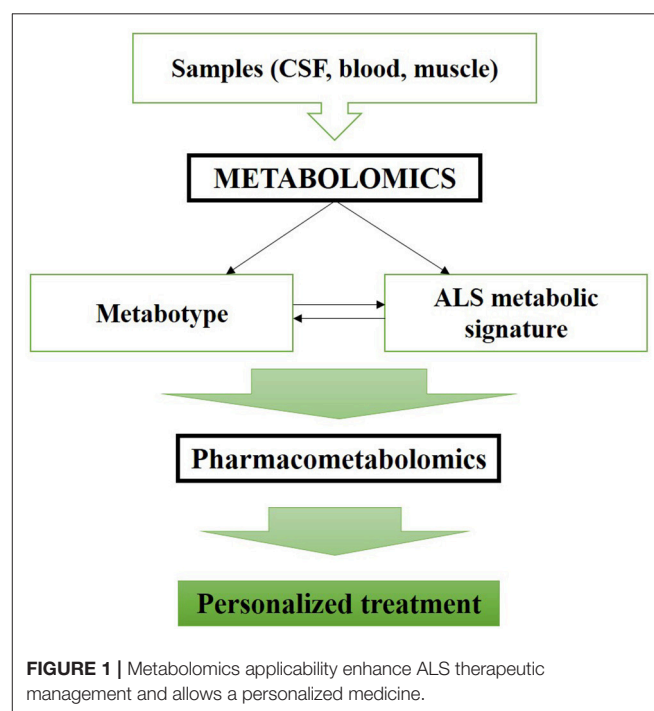 Samples (CSF, blood, muscle)
METABOLOMICS
Metabotype
ALS metabolic
signature
Pharmacometabolomics
Personalized treatment
FIGURE 1 | Metabolomics applicability enhance ALS therapeutic
management and allows a personalized medicine.